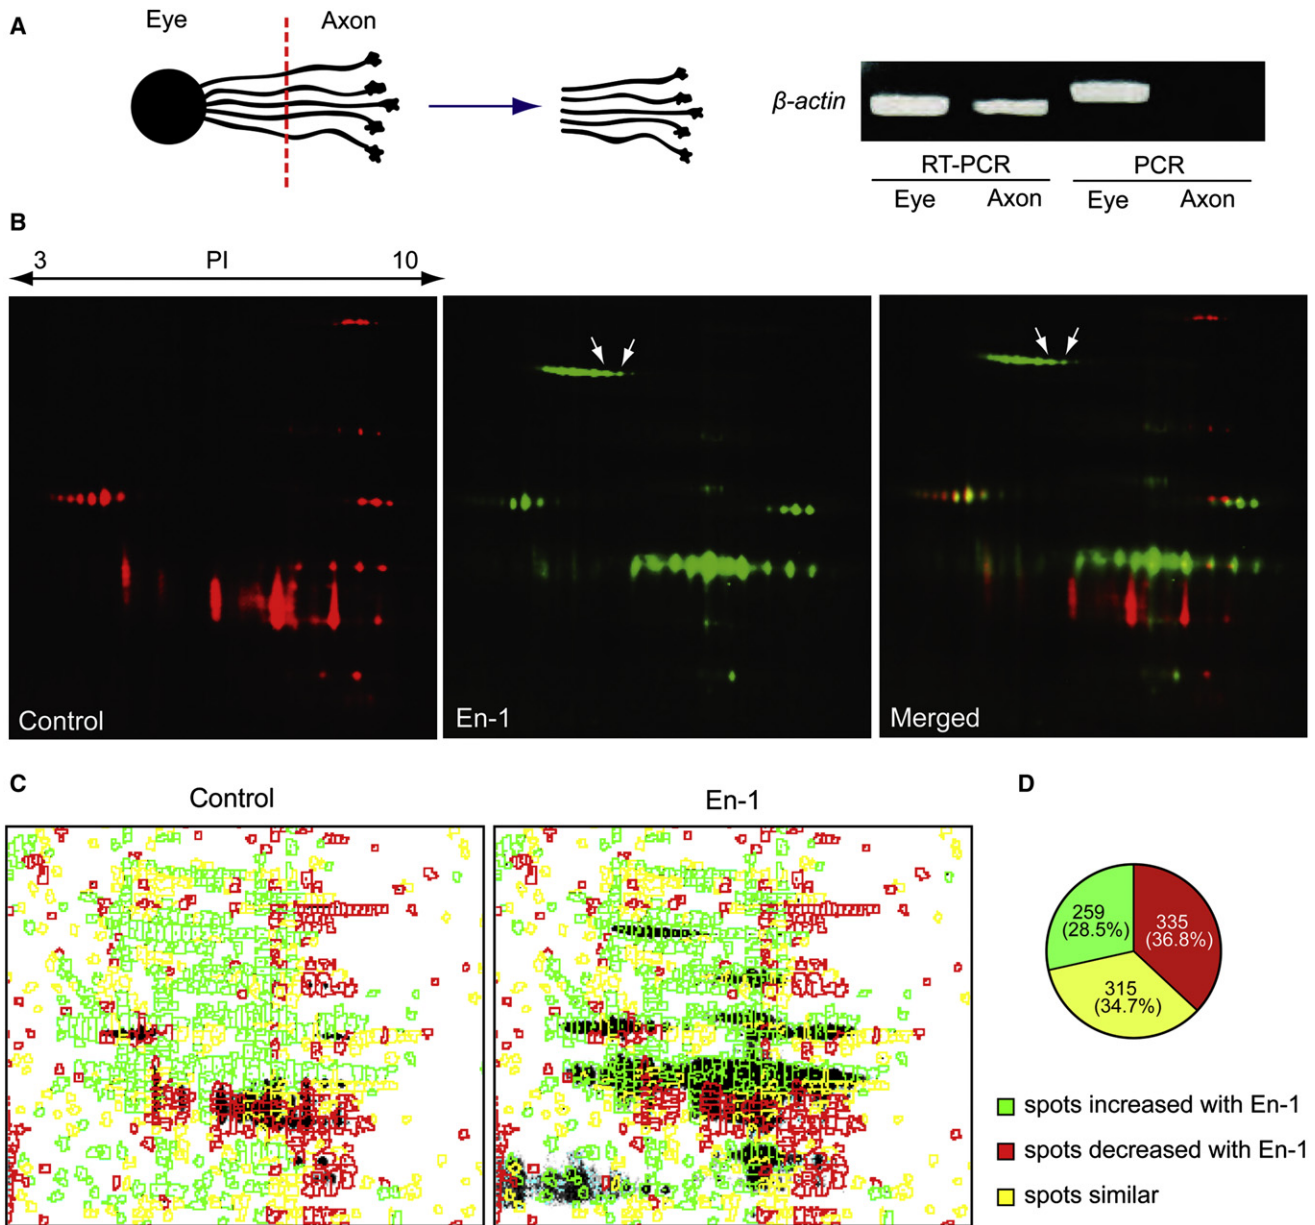 A
Eye
Axon
β-actin
RT-PCR
PCR
Eye
Axon
Eye
Axon
B
3
PI
10
Control
En-1
Merged
C
Control
En-1
D
259
(28.5%)
335
(36.8%)
315
(34.7%)
spots increased with En-1
spots decreased with En-1
spots similar